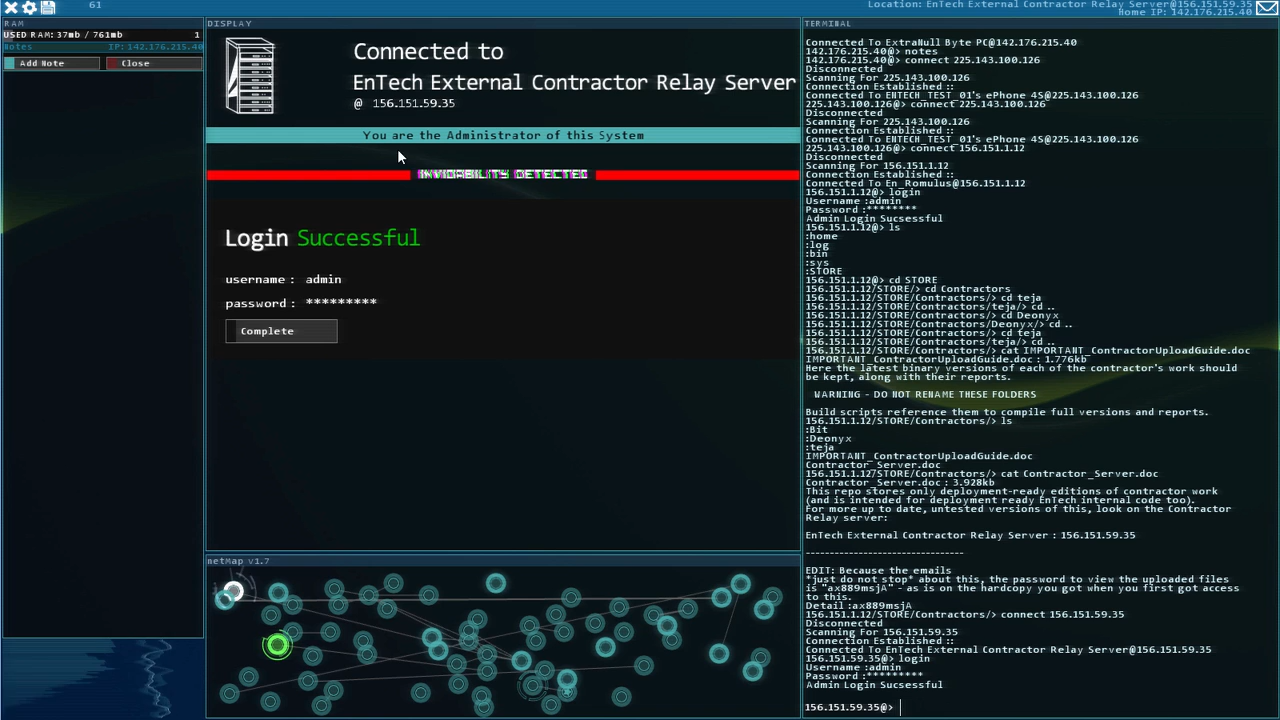 61
Location: EnTech External Contractor Relay Server@156.151.59.35
Home IP: 142.176.215.40
RAM
USED RAM: 37mb / 761mb 1
Notes IP: 142.176.215.40
Add Note Close
DISPLAY
Connected to
EnTech External Contractor Relay Server
@ 156.151.59.35
You are the Administrator of this System
INVIOABILITY DETECTED
Login Successful
username : admin
password : *********
Complete
netMap v1.7
TERMINAL
Connected To ExtraNull Byte PC@142.176.215.40
142.176.215.40@> notes
142.176.215.40@> connect 225.143.100.126
Disconnected
Scanning For 225.143.100.126
Connection Established ::
Connected To ENTECH_TEST_01's ePhone 4S@225.143.100.126
225.143.100.126@> connect 225.143.100.126
Disconnected
Scanning For 225.143.100.126
Connection Established ::
Connected To ENTECH_TEST_01's ePhone 4S@225.143.100.126
225.143.100.126@> connect 156.151.1.12
Disconnected
Scanning For 156.151.1.12
Connection Established ::
Connected To En_Romulus@156.151.1.12
156.151.1.12@> login
Username :admin
Password :********
Admin Login Sucsessful
156.151.1.12@> ls
:home
:log
:bin
:sys
:STORE
156.151.1.12@> cd STORE
156.151.1.12/STORE/> cd Contractors
156.151.1.12/STORE/Contractors/> cd teja
156.151.1.12/STORE/Contractors/teja/> cd ..
156.151.1.12/STORE/Contractors/> cd Deonyx
156.151.1.12/STORE/Contractors/Deonyx/> cd ..
156.151.1.12/STORE/Contractors/> cd teja
156.151.1.12/STORE/Contractors/teja/> cd ..
156.151.1.12/STORE/Contractors/> cat IMPORTANT_ContractorUploadGuide.doc
IMPORTANT_ContractorUploadGuide.doc : 1.776kb
Here the latest binary versions of each of the contractor's work should
be kept, along with their reports.
WARNING - DO NOT RENAME THESE FOLDERS
Build scripts reference them to compile full versions and reports.
156.151.1.12/STORE/Contractors/> ls
:Bit
:Deonyx
:teja
IMPORTANT_ContractorUploadGuide.doc
Contractor_Server.doc
156.151.1.12/STORE/Contractors/> cat Contractor_Server.doc
Contractor_Server.doc : 3.928kb
This repo stores only deployment-ready editions of contractor work
(and is intended for deployment ready EnTech internal code too).
For more up to date, untested versions of this, look on the Contractor
Relay server:
EnTech External Contractor Relay Server : 156.151.59.35
---------------------------------
EDIT: Because the emails
*just do not stop* about this, the password to view the uploaded files
is "ax889msjA" - as is on the hardcopy you got when you first got access
to this.
Detail :ax889msjA
156.151.1.12/STORE/Contractors/> connect 156.151.59.35
Disconnected
Scanning For 156.151.59.35
Connection Established ::
Connected To EnTech External Contractor Relay Server@156.151.59.35
156.151.59.35@> login
Username :admin
Password :*********
Admin Login Sucsessful
156.151.59.35@>